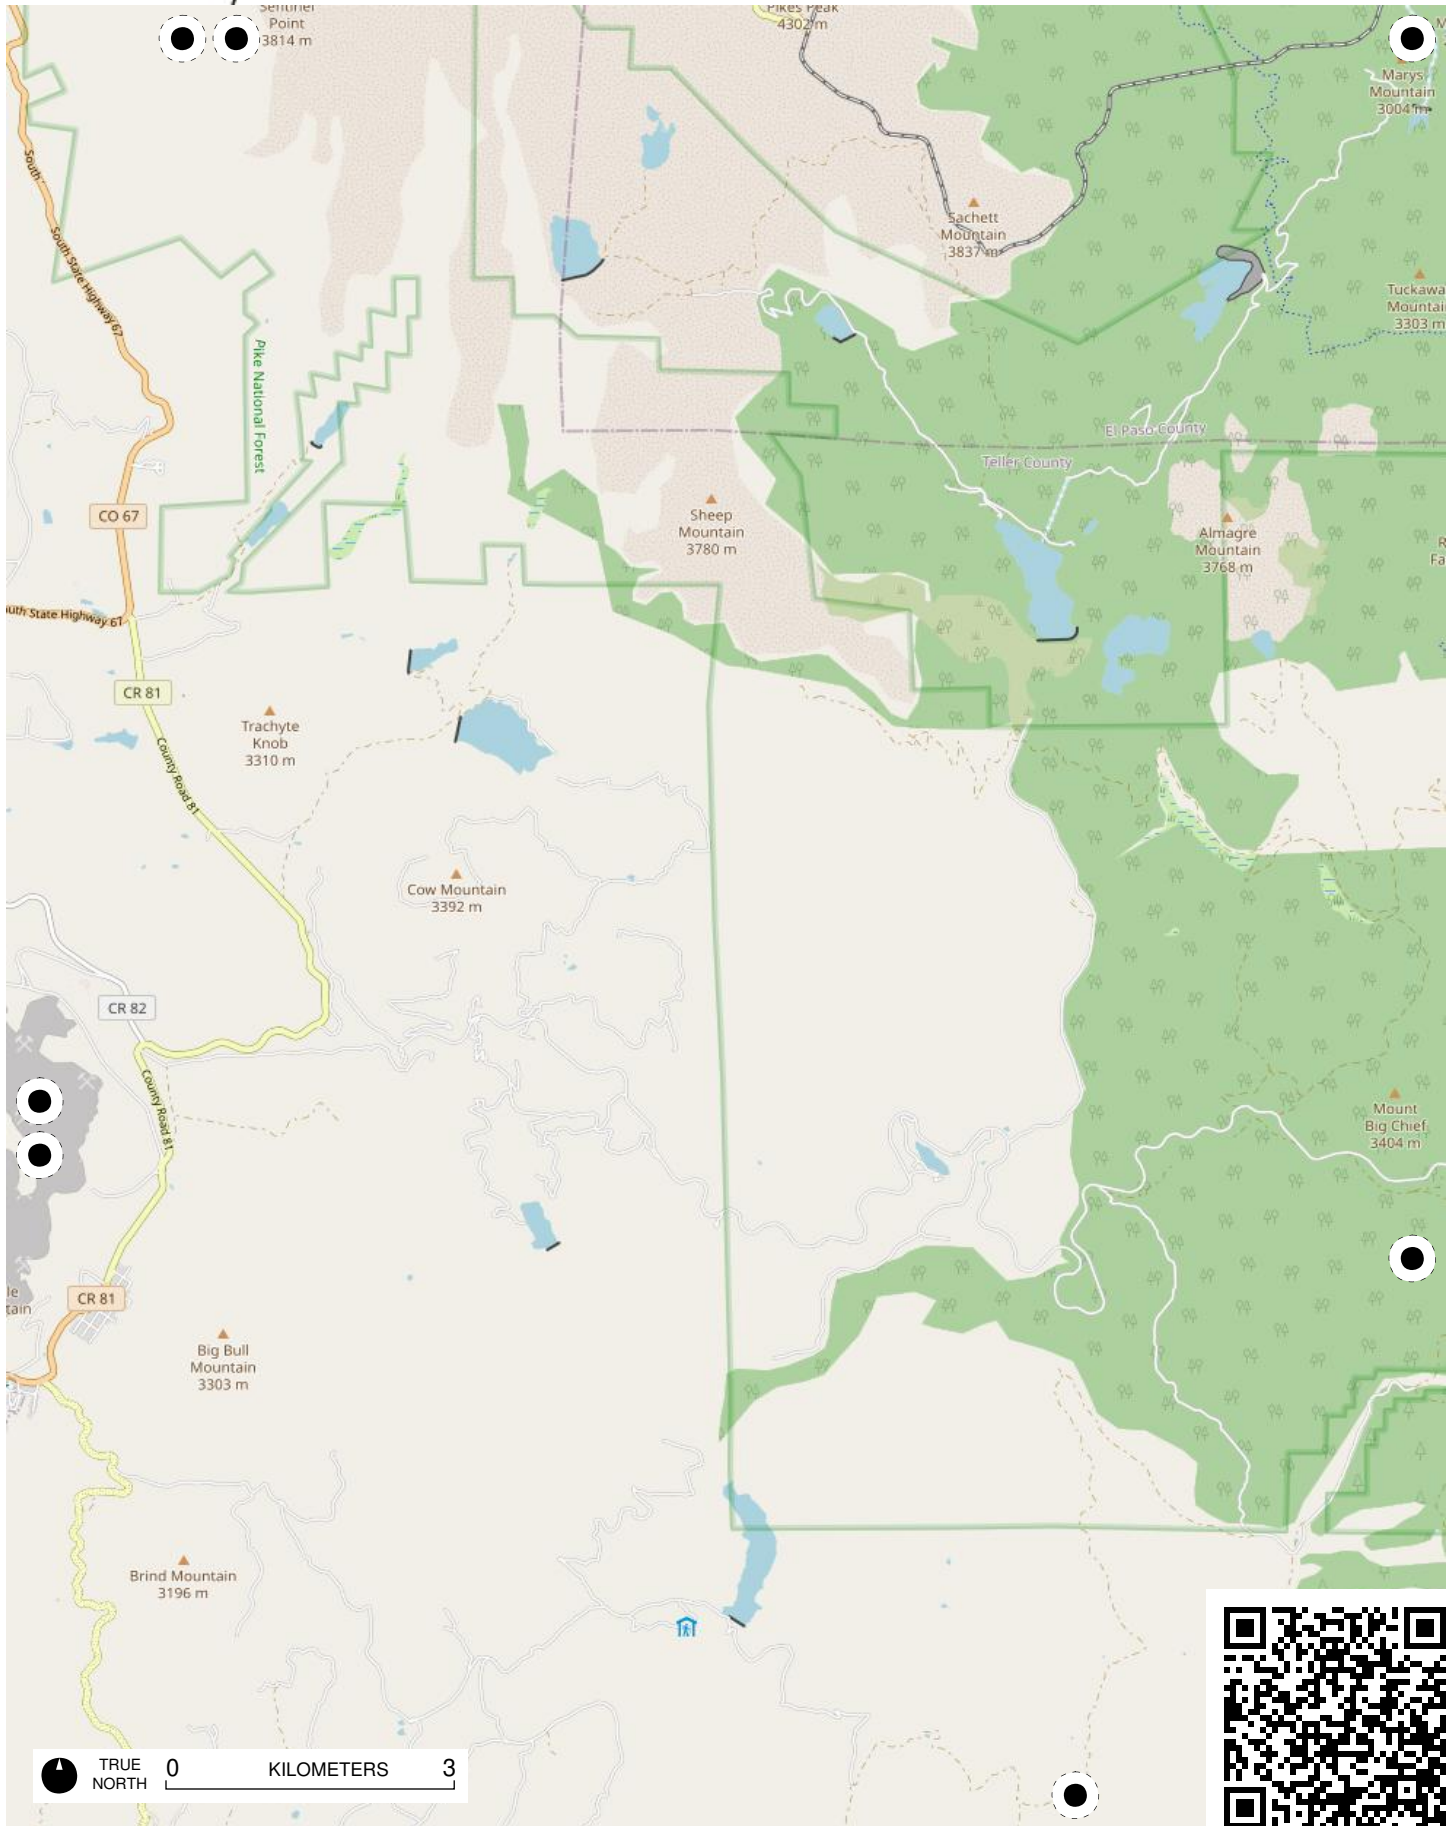 Sentinel
Point
3814 m
Pikes Peak
4302 m
Marys
Mountain
3004 m
South
South State Highway 67
Sachett
Mountain
3837 m
Mountain
3303 m
Pike National Forest
El Paso County
Teller County
CO 67
Sheep
Mountain
3780 m
Almagre
Mountain
3768 m
State Highway 67
CR 81
Trachyte
Knob
3310 m
County Road 81
Cow Mountain
3392 m
CR 82
County Road 81
Mount
Big Chief
3404 m
CR 81
Big Bull
Mountain
3303 m
Brind Mountain
3196 m
TRUE
NORTH
0 KILOMETERS 3